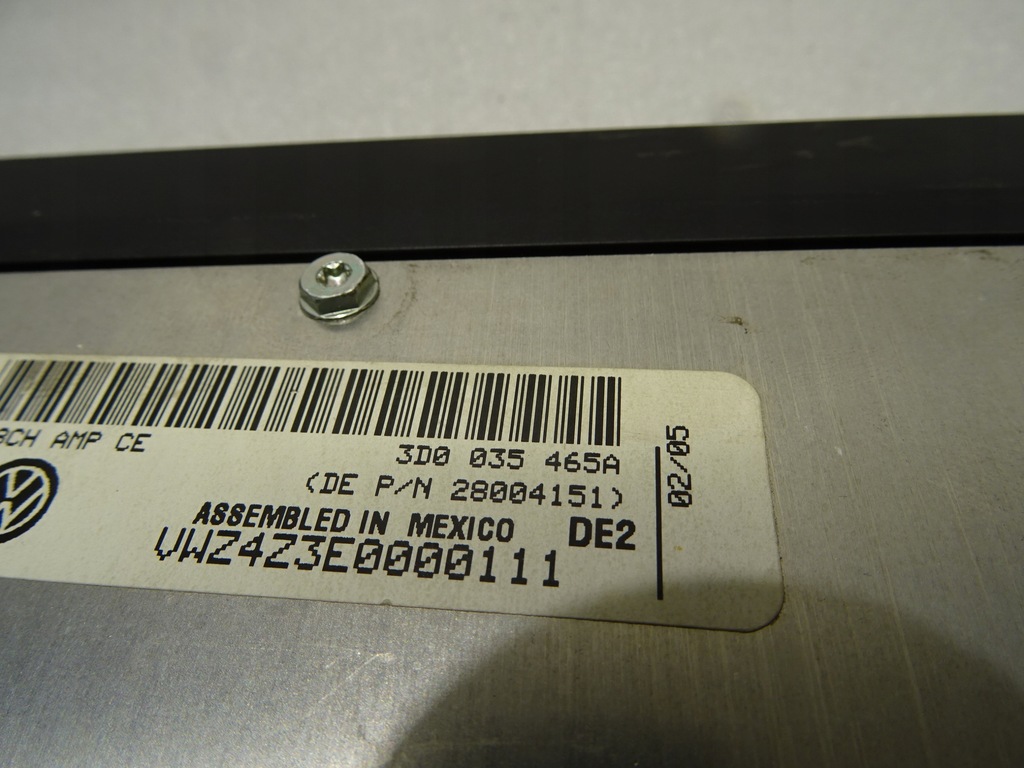 AMP CE
3D0 035 465A
(DE P/N 28004151)
ASSEMBLED IN MEXICO DE2
VWZ4Z3E0000111
02/05